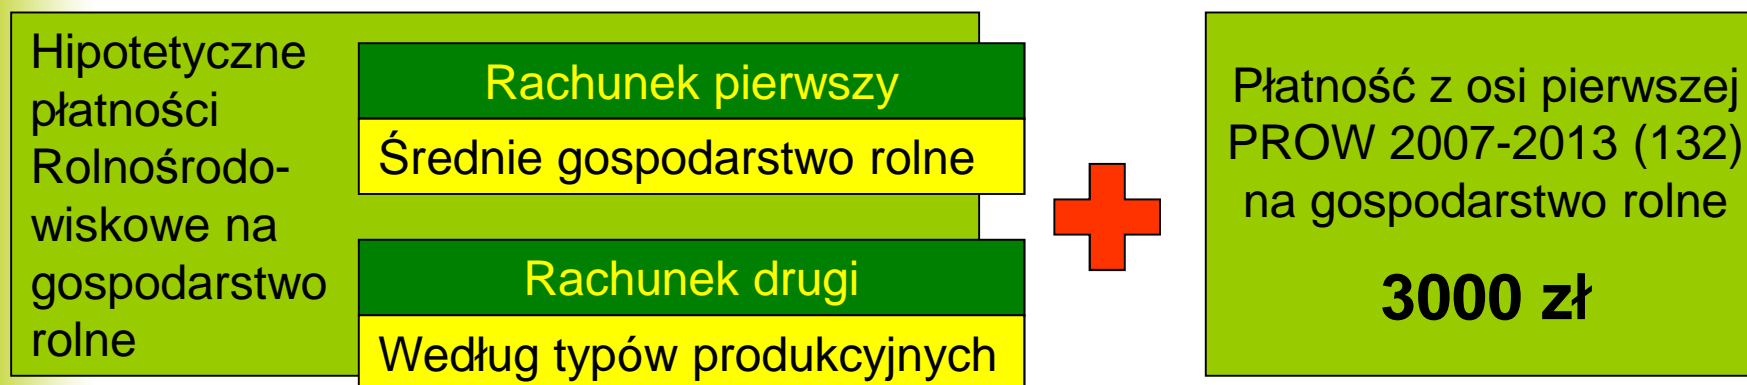 Hipotetyczne
płatności
Rolnośrodo-
wiskowe na
gospodarstwo
rolne
Rachunek pierwszy
Średnie gospodarstwo rolne
Rachunek drugi
Według typów produkcyjnych
Płatność z osi pierwszej
PROW 2007-2013 (132)
na gospodarstwo rolne
3000 zł